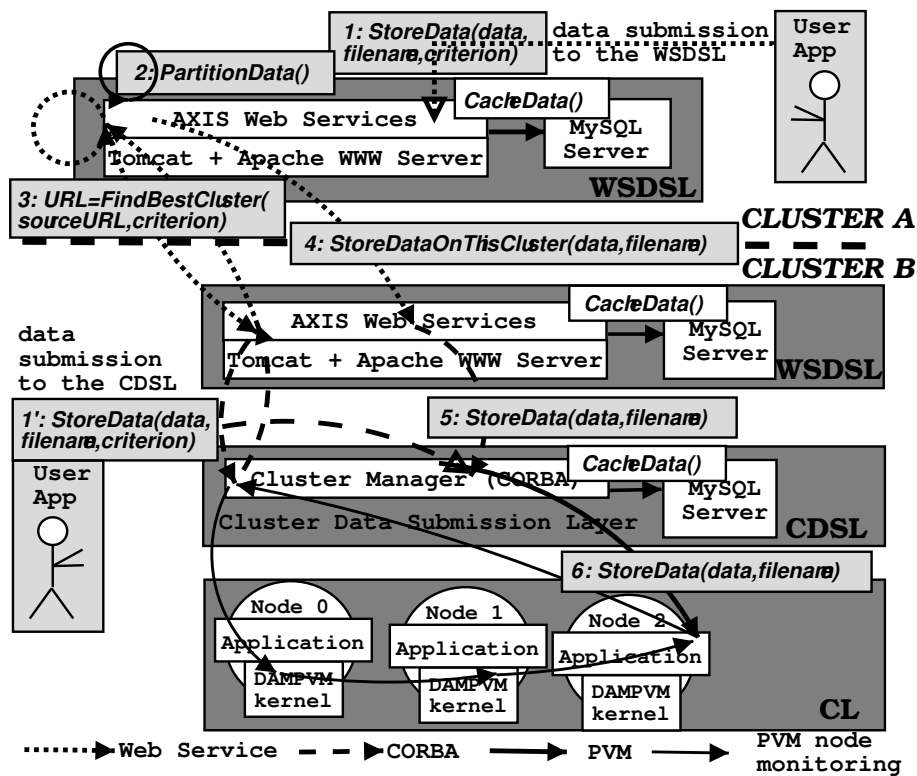 1: StoreData(data,
filename,criterion)
data submission
to the WSDSL
User
App
2: PartitionData()
CacheData()
AXIS Web Services
MySQL
Server
Tomcat + Apache WWW Server
WSDSL
3: URL=FindBestCluster(
sourceURL,criterion)
CLUSTER A
4: StoreDataOnThisCluster(data,filename)
CLUSTER B
CacheData()
AXIS Web Services
MySQL
Server
Tomcat + Apache WWW Server
WSDSL
data
submission
to the CDSL
1': StoreData(data,
filename,criterion)
5: StoreData(data,filename)
User
App
CacheData()
Cluster Manager (CORBA)
MySQL
Server
Cluster Data Submission Layer
CDSL
6: StoreData(data,filename)
Node 0
Application
DAMPVM
kernel
Node 1
Application
DAMPVM
kernel
Node 2
Application
DAMPVM
kernel
CL
Web Service
CORBA
PVM
PVM node
monitoring